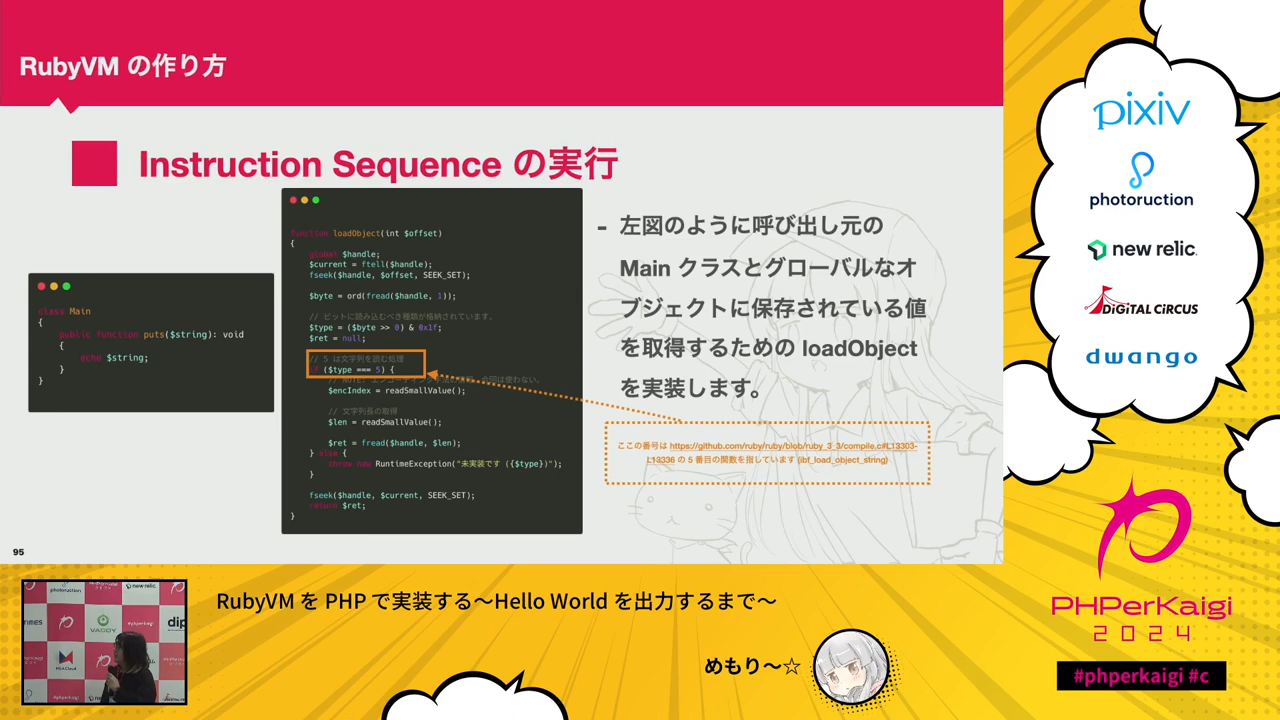 RubyVM の作り方
Instruction Sequence の実行
class Main
{
public function puts($string): void
{
echo $string;
}
}
function loadObject(int $offset)
{
global $handle;
$current = ftell($handle);
fseek($handle, $offset, SEEK_SET);
$byte = ord(fread($handle, 1));
// ビットに読み込むべき種類が格納されています。
$type = ($byte >> 0) & 0x1f;
$ret = null;
// 5 は文字列を読む処理
if ($type === 5) {
$encIndex = readSmallValue();
// 文字列長の取得
$len = readSmallValue();
$ret = fread($handle, $len);
} else {
throw new RuntimeException("未実装です ({$type})");
}
fseek($handle, $current, SEEK_SET);
return $ret;
}
- 左図のように呼び出し元の
Main クラスとグローバルなオ
ブジェクトに保存されている値
を取得するための loadObject
を実装します。
ここの番号は https://github.com/ruby/ruby/blob/ruby_3_3/compile.c#L13303-
L13336 の 5 番目の関数を指しています (ibf_load_object_string)
95
pixiv
photoruction
new relic.
DiGiTAL CiRCUS
dwango
PHPerKaigi
2024
#phperkaigi #c
RubyVM を PHP で実装する〜Hello World を出力するまで〜
めもり〜☆